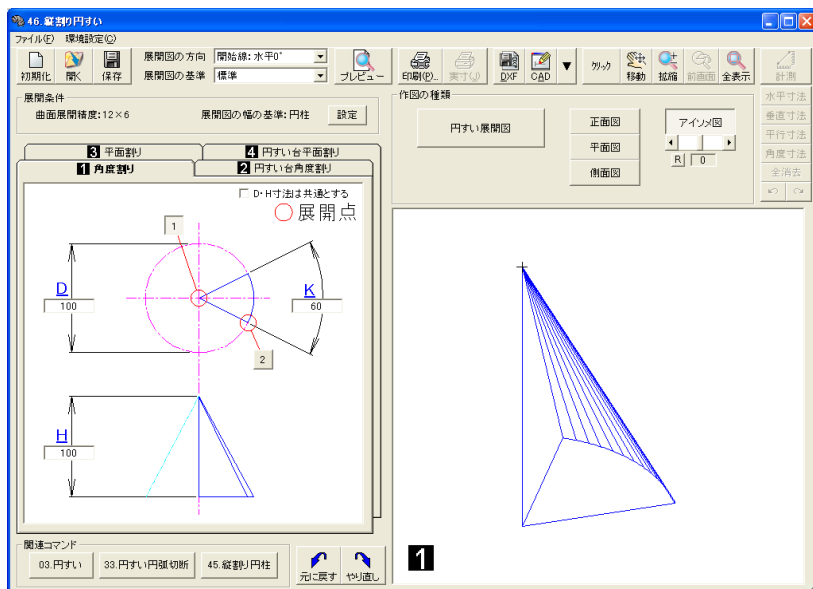 46.縦割り円すい
ファイル(F) 環境設定(C)
初期化 開く 保存
展開図の方向 開始線:水平0°
展開図の基準 標準
プレビュー 印刷(P).. 実寸(J) DXF CAD ▼ クリック 移動 拡縮 前画面 全表示 計測
展開条件
曲面展開精度:12×6 展開図の幅の基準:円柱 設定
作図の種類
円すい展開図
正面図
平面図
側面図
アイソメ図
R 0
水平寸法
垂直寸法
平行寸法
角度寸法
全消去
3 平面割り 4 円すい台平面割り
1 角度割り 2 円すい台角度割り
D・H寸法は共通とする
展開点
1
D
100
K
60
2
H
100
関連コマンド
03.円すい 33.円すい円弧切断 45.縦割り円柱
元に戻す やり直し
1